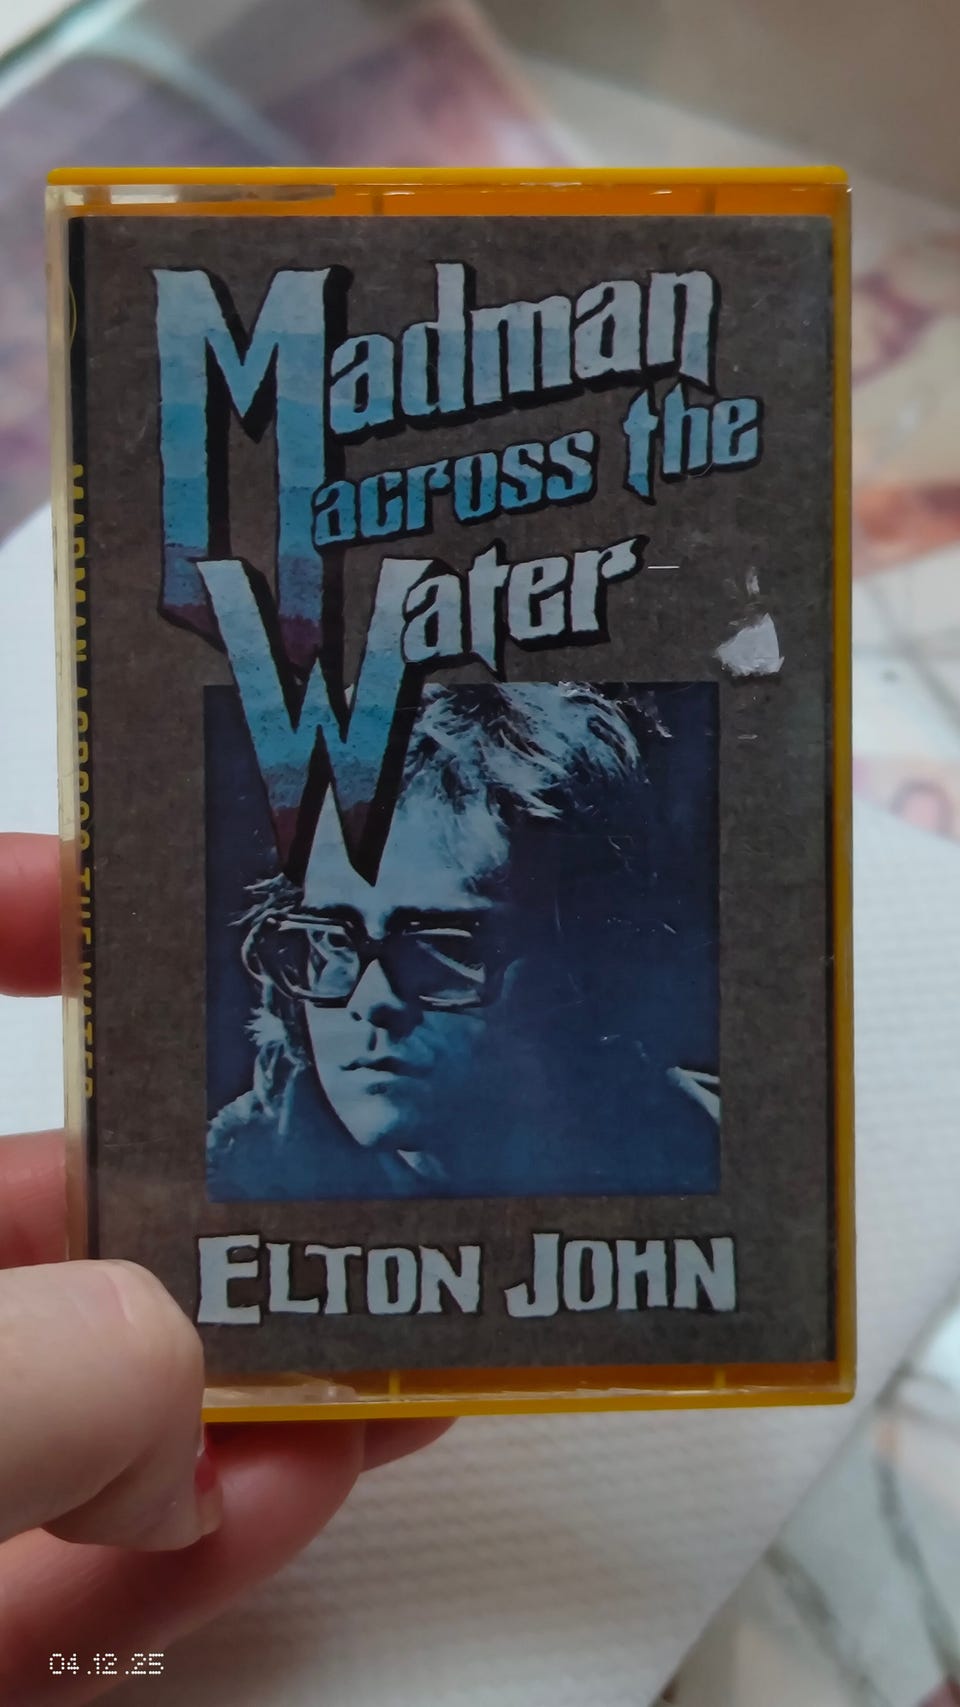 Madman
across the
Water
ELTON JOHN
MADMAN ACROSS THE WATER
04.12.25